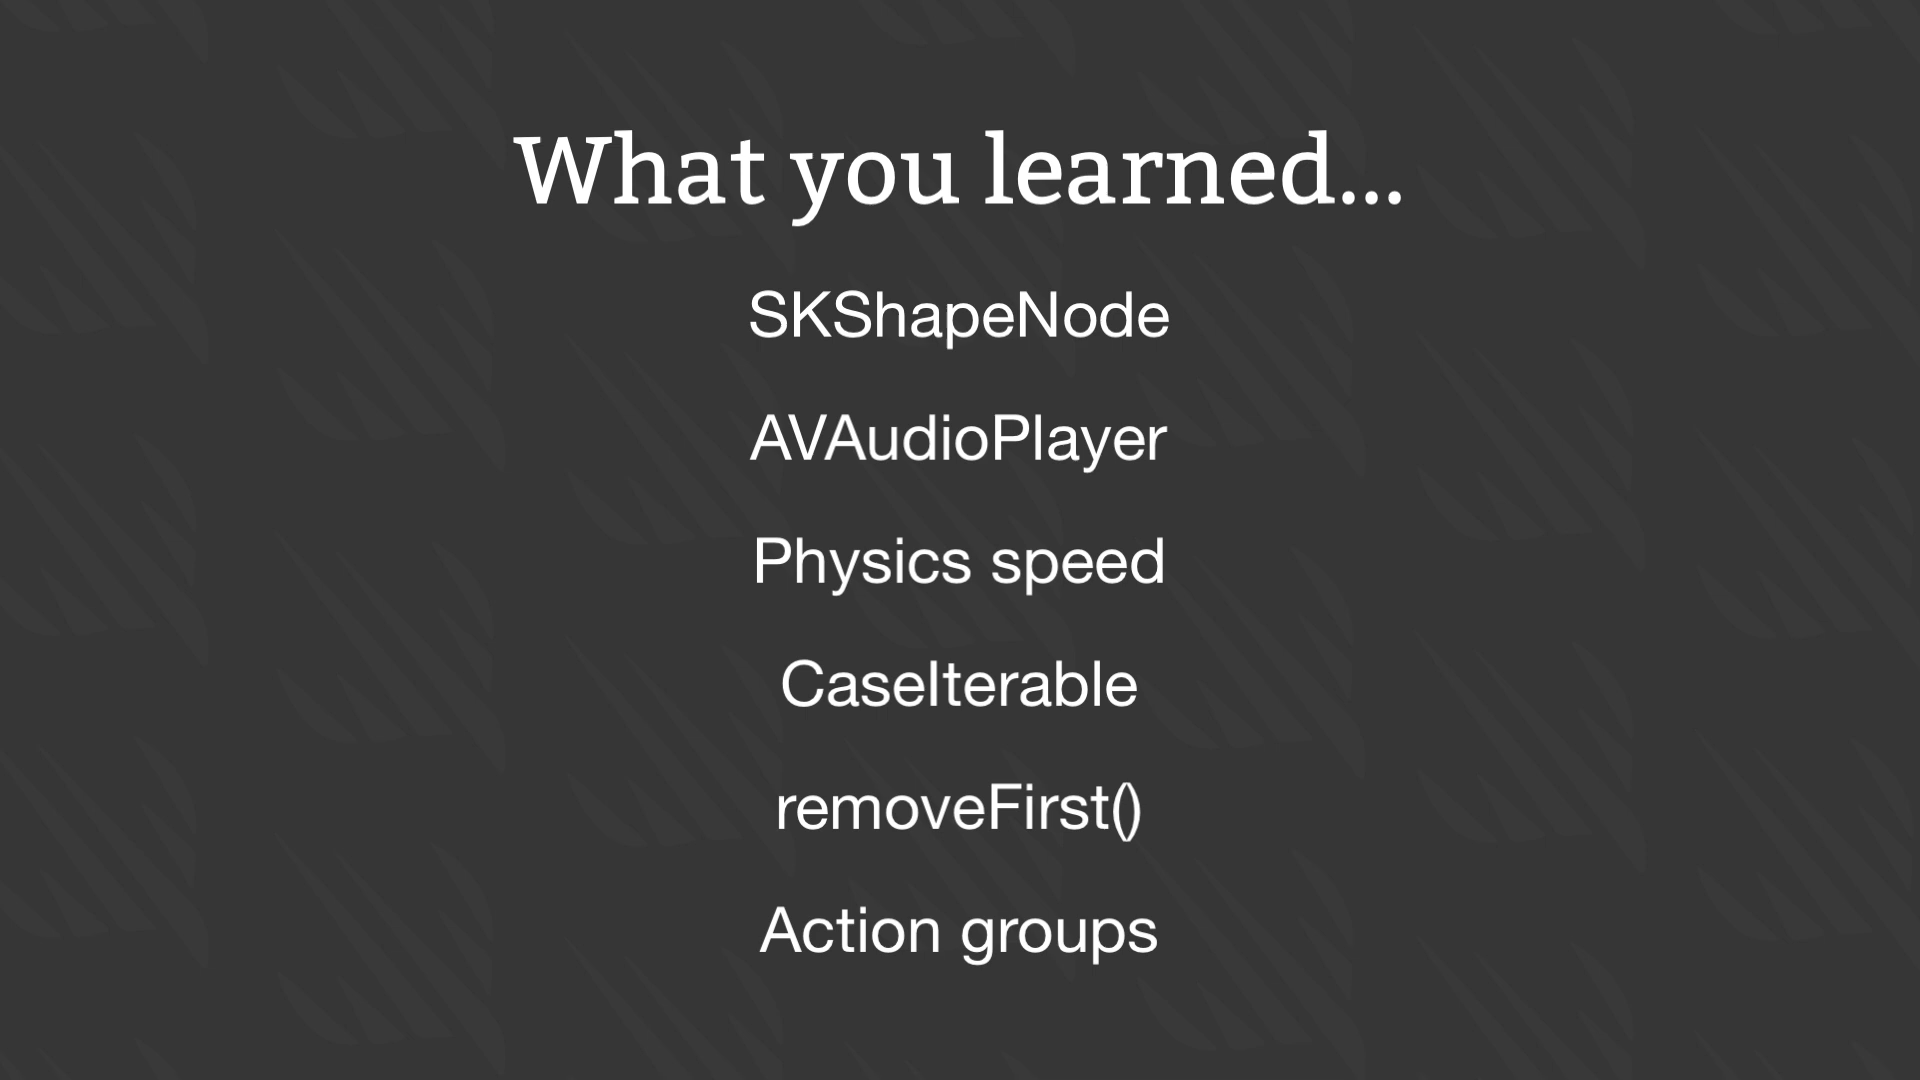 What you learned...
SKShapeNode
AVAudioPlayer
Physics speed
CaseIterable
removeFirst()
Action groups